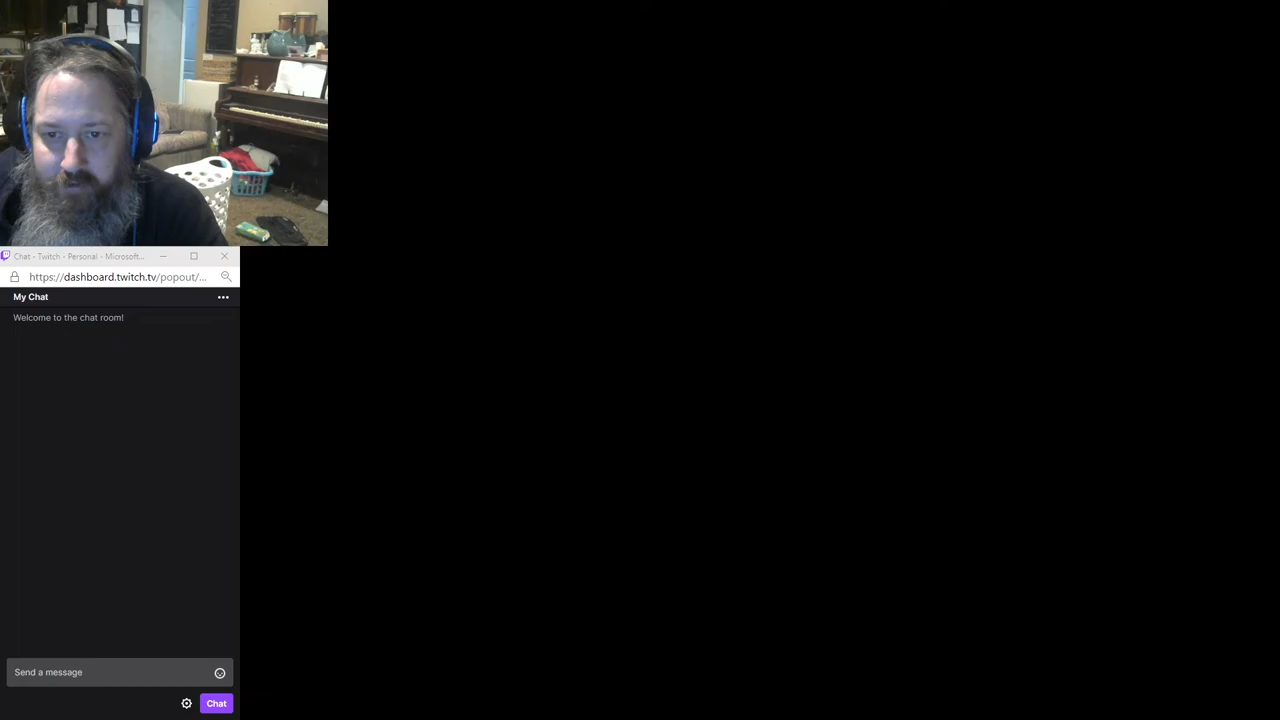 Chat - Twitch - Personal - Microsoft...
https://dashboard.twitch.tv/popout/...
My Chat
Welcome to the chat room!
Send a message
Chat